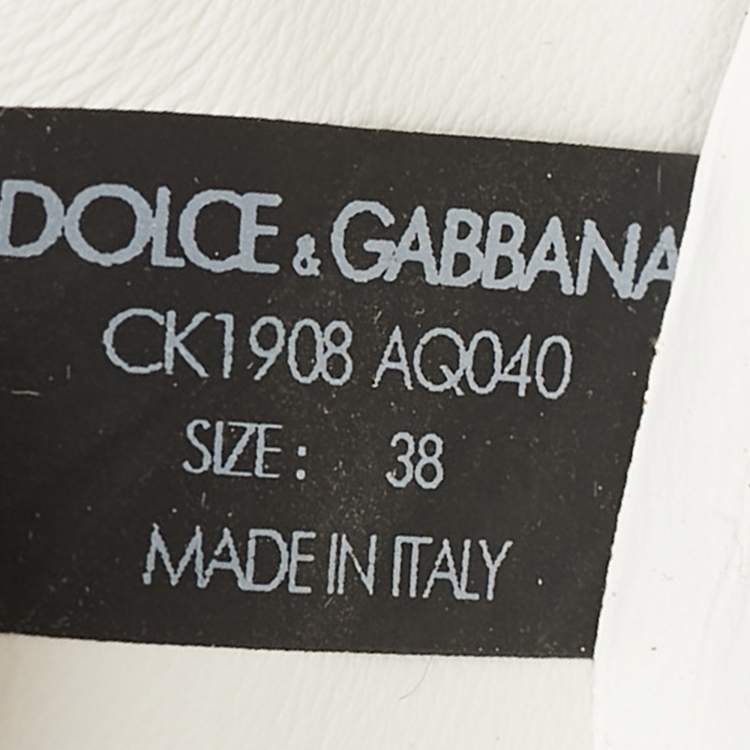 DOLCE & GABBANA
CK1908 AQ040
SIZE: 38
MADE IN ITALY